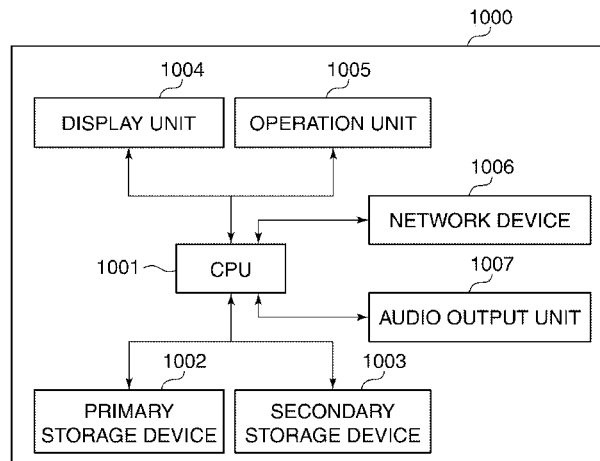 1000
1004
1005
DISPLAY UNIT
OPERATION UNIT
1006
NETWORK DEVICE
1001
CPU
1007
AUDIO OUTPUT UNIT
1002
1003
PRIMARY
STORAGE DEVICE
SECONDARY
STORAGE DEVICE